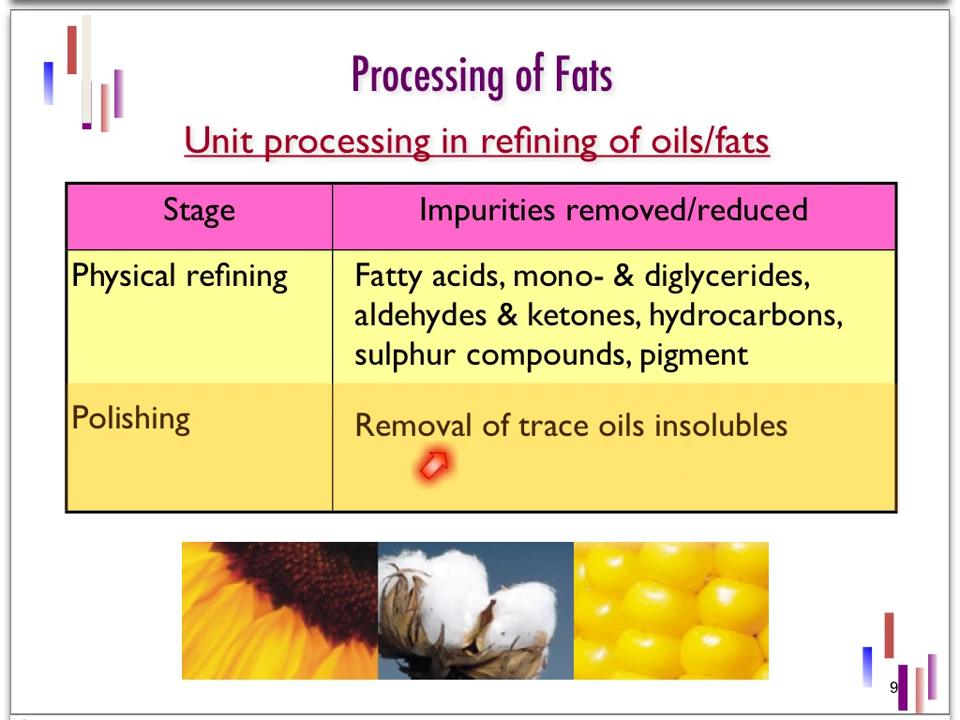 Processing of Fats
Unit processing in refining of oils/fats
Stage
Impurities removed/reduced
Physical refining
Fatty acids, mono- & diglycerides,
aldehydes & ketones, hydrocarbons,
sulphur compounds, pigment
Polishing
Removal of trace oils insolubles
9